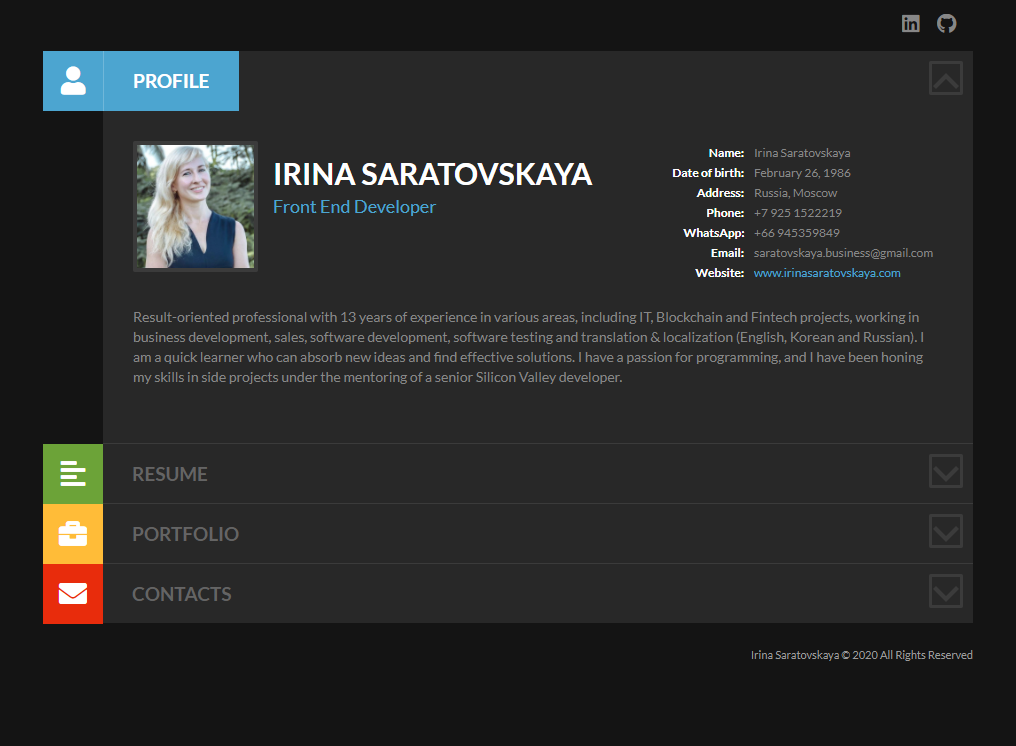 PROFILE
IRINA SARATOVSKAYA
Front End Developer
Name: Irina Saratovskaya
Date of birth: February 26, 1986
Address: Russia, Moscow
Phone: +7 925 1522219
WhatsApp: +66 945359849
Email: saratovskaya.business@gmail.com
Website: www.irinasaratovskaya.com
Result-oriented professional with 13 years of experience in various areas, including IT, Blockchain and Fintech projects, working in
business development, sales, software development, software testing and translation & localization (English, Korean and Russian). I
am a quick learner who can absorb new ideas and find effective solutions. I have a passion for programming, and I have been honing
my skills in side projects under the mentoring of a senior Silicon Valley developer.
RESUME
PORTFOLIO
CONTACTS
Irina Saratovskaya © 2020 All Rights Reserved